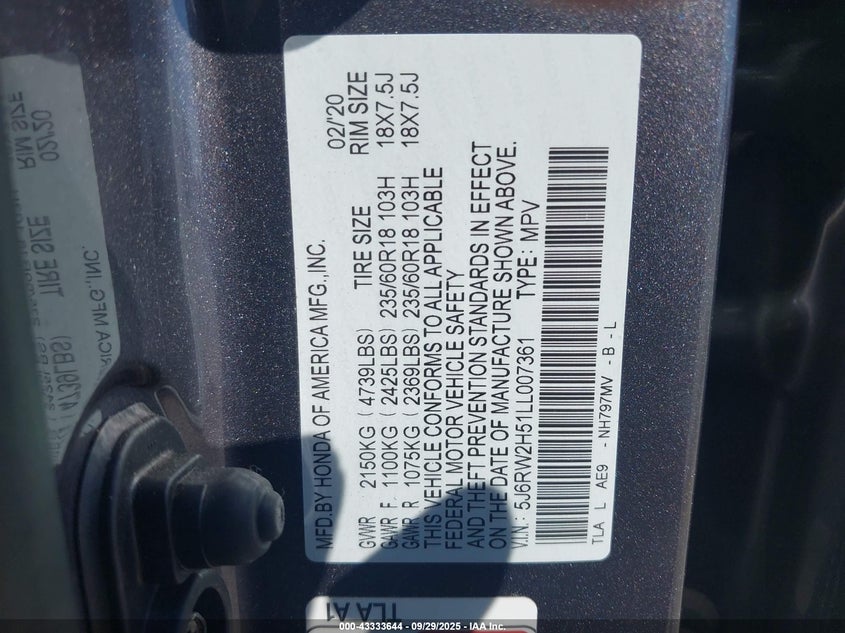 MFD.BY HONDA OF AMERICA MFG.,INC. 02/'20
TIRE SIZE RIM SIZE
GVWR 2150KG ( 4739LBS)
GAWR F 1100KG ( 2425LBS) 235/60R18 103H 18X7.5J
GAWR R 1075KG ( 2369LBS) 235/60R18 103H 18X7.5J
THIS VEHICLE CONFORMS TO ALL APPLICABLE
FEDERAL MOTOR VEHICLE SAFETY
AND THEFT PREVENTION STANDARDS IN EFFECT
ON THE DATE OF MANUFACTURE SHOWN ABOVE.
V.I.N.: 5J6RW2H51LL007361 TYPE: MPV
TLA L AE9 - NH797MV - B - L
TLA A1
000-43333644 - 09/29/2025 - IAA Corp.